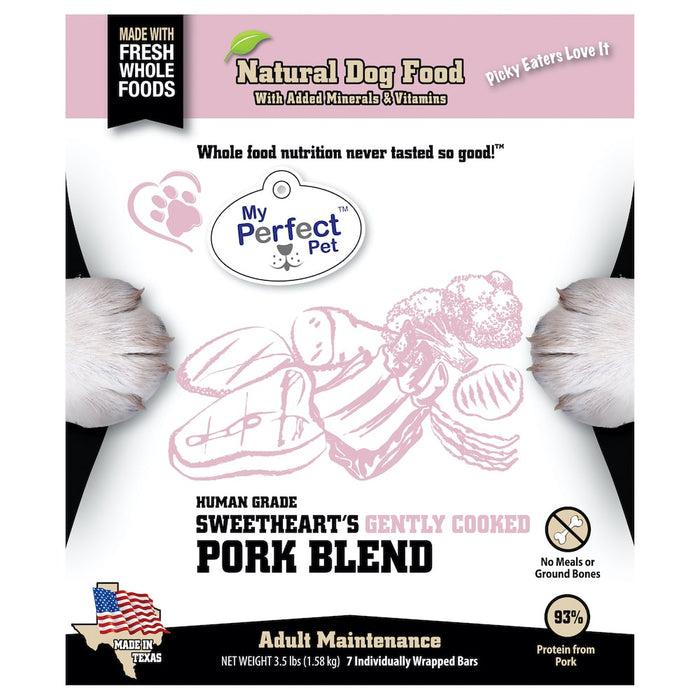 MADE WITH
FRESH
WHOLE
FOODS
Natural Dog Food
With Added Minerals & Vitamins
Picky Eaters Love It
Whole food nutrition never tasted so good!™
My
Perfect™
Pet
HUMAN GRADE
SWEETHEART'S GENTLY COOKED
PORK BLEND
No Meals or
Ground Bones
93%
Protein from
Pork
MADE IN
TEXAS
Adult Maintenance
NET WEIGHT 3.5 lbs (1.58 kg) 7 Individually Wrapped Bars